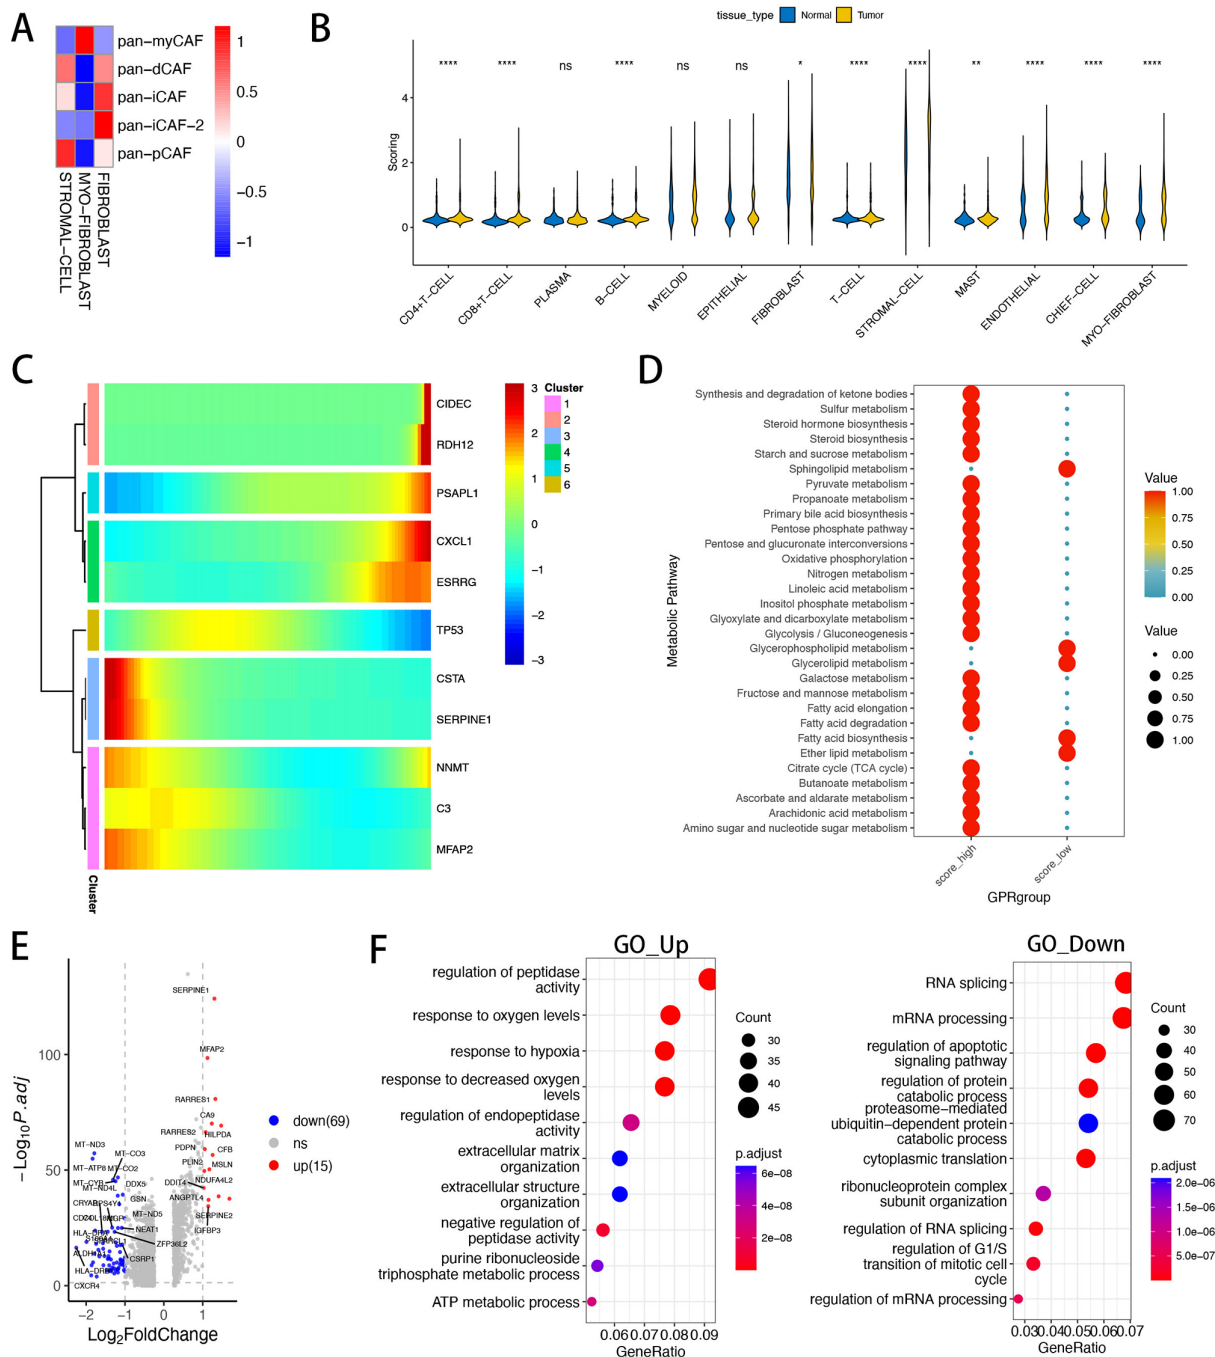 A
pan-myCAF
pan-dCAF
pan-iCAF
pan-iCAF-2
pan-pCAF
1
0.5
0
-0.5
-1
STROMAL-CELL
MYO-FIBROBLAST
FIBROBLAST
B
tissue_type
Normal
Tumor
****
****
ns
****
ns
ns
*
****
****
**
****
****
****
Scoring
4
2
0
CD4+T-CELL
CD8+T-CELL
PLASMA
B-CELL
MYELOID
EPITHELIAL
FIBROBLAST
T-CELL
STROMAL-CELL
MAST
ENDOTHELIAL
CHIEF-CELL
MYO-FIBROBLAST
C
CIDEC
RDH12
PSAPL1
CXCL1
ESRRG
TP53
CSTA
SERPINE1
NNMT
C3
MFAP2
Cluster
3
2
1
0
-1
-2
-3
Cluster
1
2
3
4
5
6
D
Metabolic Pathway
Synthesis and degradation of ketone bodies
Sulfur metabolism
Steroid hormone biosynthesis
Steroid biosynthesis
Starch and sucrose metabolism
Sphingolipid metabolism
Pyruvate metabolism
Propanoate metabolism
Primary bile acid biosynthesis
Pentose phosphate pathway
Pentose and glucuronate interconversions
Oxidative phosphorylation
Nitrogen metabolism
Linoleic acid metabolism
Inositol phosphate metabolism
Glyoxylate and dicarboxylate metabolism
Glycolysis / Gluconeogenesis
Glycerophospholipid metabolism
Glycerolipid metabolism
Galactose metabolism
Fructose and mannose metabolism
Fatty acid elongation
Fatty acid degradation
Fatty acid biosynthesis
Ether lipid metabolism
Citrate cycle (TCA cycle)
Butanoate metabolism
Ascorbate and aldarate metabolism
Arachidonic acid metabolism
Amino sugar and nucleotide sugar metabolism
score_high
score_low
GPRgroup
Value
1.00
0.75
0.50
0.25
0.00
Value
0.00
0.25
0.50
0.75
1.00
E
-Log10P.adj
100
50
0
-2
-1
0
1
Log2FoldChange
SERPINE1
MFAP2
RARRES1
CA9
RARRES2
HILPDA
PDPN
CFB
PLIN2
MSLN
NDUFA4L2
DDIT4
ANGPTL4
SERPINE2
IGFBP3
MT-ND3
MT-CO3
MT-ATP8
MT-CO2
MT-CYB
MT-ND4L
DDX5
GSN
MT-ND5
NEAT1
ZFP36L2
CSRP1
CXCR4
down(69)
ns
up(15)
F
GO_Up
regulation of peptidase
activity
response to oxygen levels
response to hypoxia
response to decreased oxygen
levels
regulation of endopeptidase
activity
extracellular matrix
organization
extracellular structure
organization
negative regulation of
peptidase activity
purine ribonucleoside
triphosphate metabolic process
ATP metabolic process
0.06
0.07
0.08
0.09
GeneRatio
Count
30
35
40
45
p.adjust
6e-08
4e-08
2e-08
GO_Down
RNA splicing
mRNA processing
regulation of apoptotic
signaling pathway
regulation of protein
catabolic process
proteasome-mediated
ubiquitin-dependent protein
catabolic process
cytoplasmic translation
ribonucleoprotein complex
subunit organization
regulation of RNA splicing
regulation of G1/S
transition of mitotic cell
cycle
regulation of mRNA processing
0.03
0.04
0.05
0.06
0.07
GeneRatio
Count
30
40
50
60
70
p.adjust
2.0e-06
1.5e-06
1.0e-06
5.0e-07